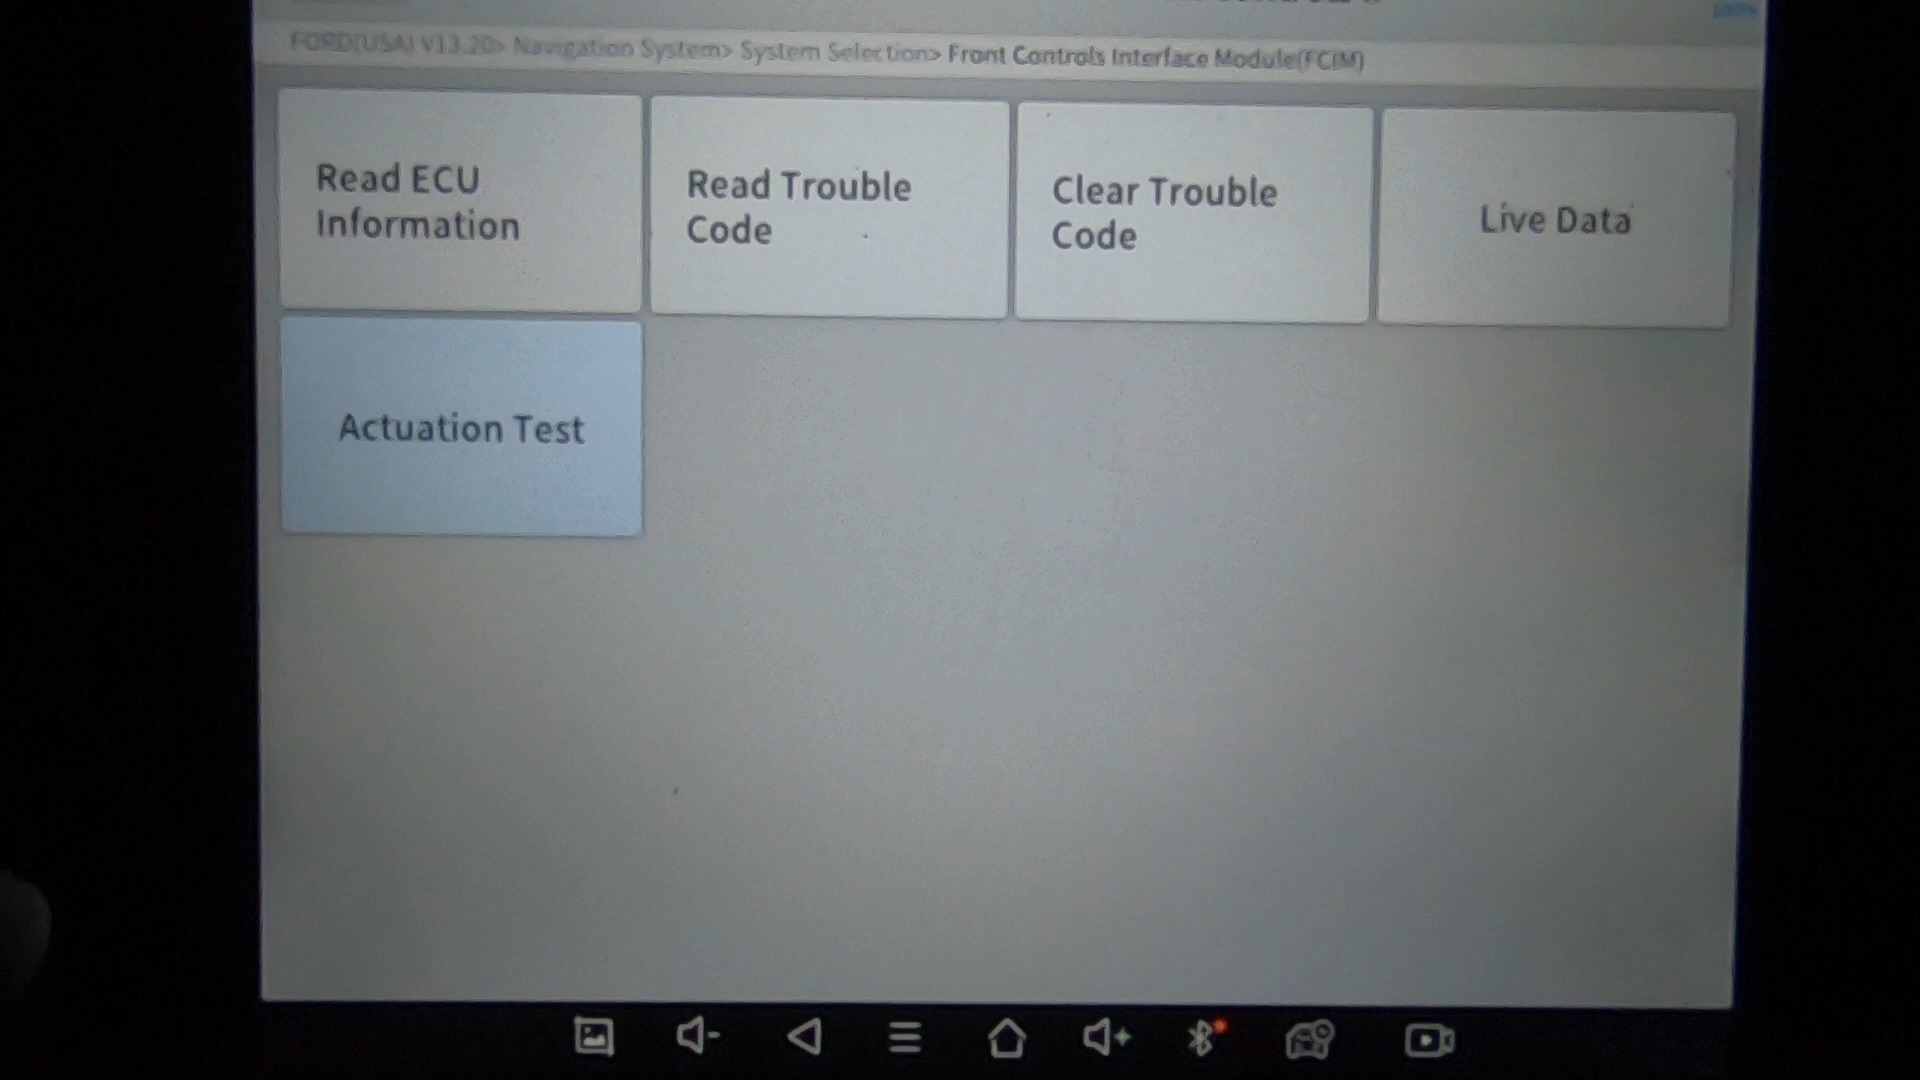 FORD(USA) V13.20> Navigation System> System Selection> Front Controls Interface Module(FCIM)
Read ECU
Information
Read Trouble
Code
Clear Trouble
Code
Live Data
Actuation Test